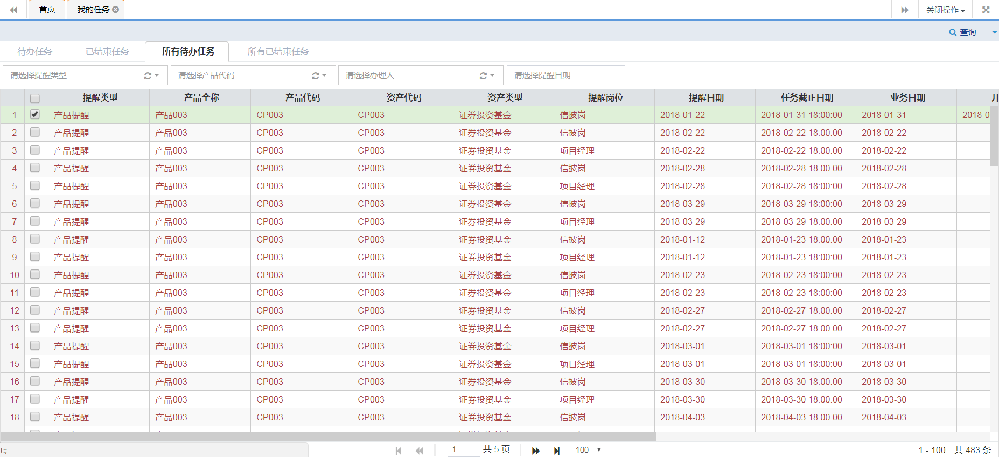 首页 我的任务 关闭操作
查询
待办任务 已结束任务 所有待办任务 所有已结束任务
请选择提醒类型 请选择产品代码 请选择办理人 请选择提醒日期
提醒类型 产品全称 产品代码 资产代码 资产类型 提醒岗位 提醒日期 任务截止日期 业务日期 开
1 产品提醒 产品003 CP003 CP003 证券投资基金 信披岗 2018-01-22 2018-01-31 18:00:00 2018-01-31 2018-0
2 产品提醒 产品003 CP003 CP003 证券投资基金 信披岗 2018-02-22 2018-02-22 18:00:00 2018-02-22
3 产品提醒 产品003 CP003 CP003 证券投资基金 项目经理 2018-02-22 2018-02-22 18:00:00 2018-02-22
4 产品提醒 产品003 CP003 CP003 证券投资基金 信披岗 2018-02-28 2018-02-28 18:00:00 2018-02-28
5 产品提醒 产品003 CP003 CP003 证券投资基金 项目经理 2018-02-28 2018-02-28 18:00:00 2018-02-28
6 产品提醒 产品003 CP003 CP003 证券投资基金 信披岗 2018-03-29 2018-03-29 18:00:00 2018-03-29
7 产品提醒 产品003 CP003 CP003 证券投资基金 项目经理 2018-03-29 2018-03-29 18:00:00 2018-03-29
8 产品提醒 产品003 CP003 CP003 证券投资基金 信披岗 2018-01-12 2018-01-23 18:00:00 2018-01-23
9 产品提醒 产品003 CP003 CP003 证券投资基金 项目经理 2018-01-12 2018-01-23 18:00:00 2018-01-23
10 产品提醒 产品003 CP003 CP003 证券投资基金 信披岗 2018-02-23 2018-02-23 18:00:00 2018-02-23
11 产品提醒 产品003 CP003 CP003 证券投资基金 项目经理 2018-02-23 2018-02-23 18:00:00 2018-02-23
12 产品提醒 产品003 CP003 CP003 证券投资基金 信披岗 2018-02-27 2018-02-27 18:00:00 2018-02-27
13 产品提醒 产品003 CP003 CP003 证券投资基金 项目经理 2018-02-27 2018-02-27 18:00:00 2018-02-27
14 产品提醒 产品003 CP003 CP003 证券投资基金 信披岗 2018-03-01 2018-03-01 18:00:00 2018-03-01
15 产品提醒 产品003 CP003 CP003 证券投资基金 项目经理 2018-03-01 2018-03-01 18:00:00 2018-03-01
16 产品提醒 产品003 CP003 CP003 证券投资基金 信披岗 2018-03-30 2018-03-30 18:00:00 2018-03-30
17 产品提醒 产品003 CP003 CP003 证券投资基金 项目经理 2018-03-30 2018-03-30 18:00:00 2018-03-30
18 产品提醒 产品003 CP003 CP003 证券投资基金 信披岗 2018-04-03 2018-04-03 18:00:00 2018-04-03
t:; 1 共 5 页 100 1 - 100 共 483 条